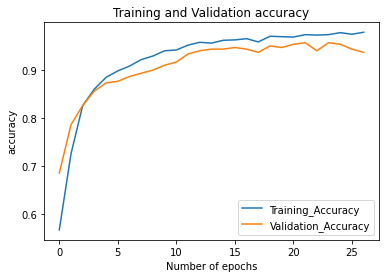 Training and Validation accuracy
accuracy
0.9
0.8
0.7
0.6
Training_Accuracy
Validation_Accuracy
0 5 10 15 20 25
Number of epochs